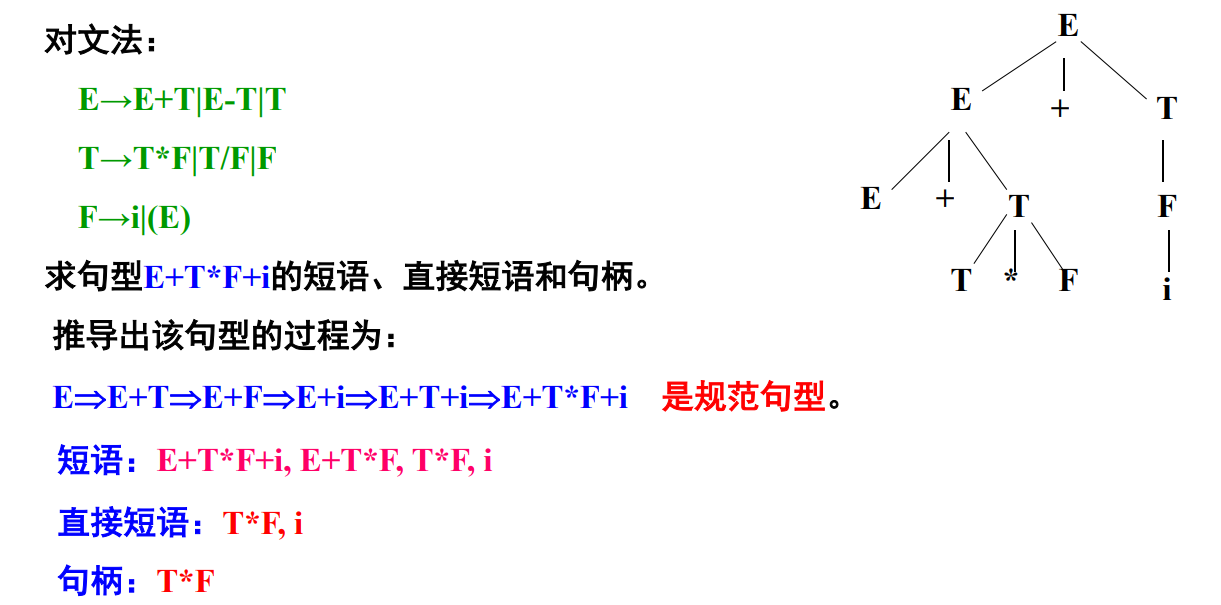 对文法：
E→E+T|E-T|T
T→T*F|T/F|F
F→i|(E)
求句型E+T*F+i的短语、直接短语和句柄。
推导出该句型的过程为：
E⇒E+T⇒E+F⇒E+i⇒E+T+i⇒E+T*F+i 是规范句型。
短语：E+T*F+i, E+T*F, T*F, i
直接短语：T*F, i
句柄：T*F
E
E + T
E + T F
T * F i